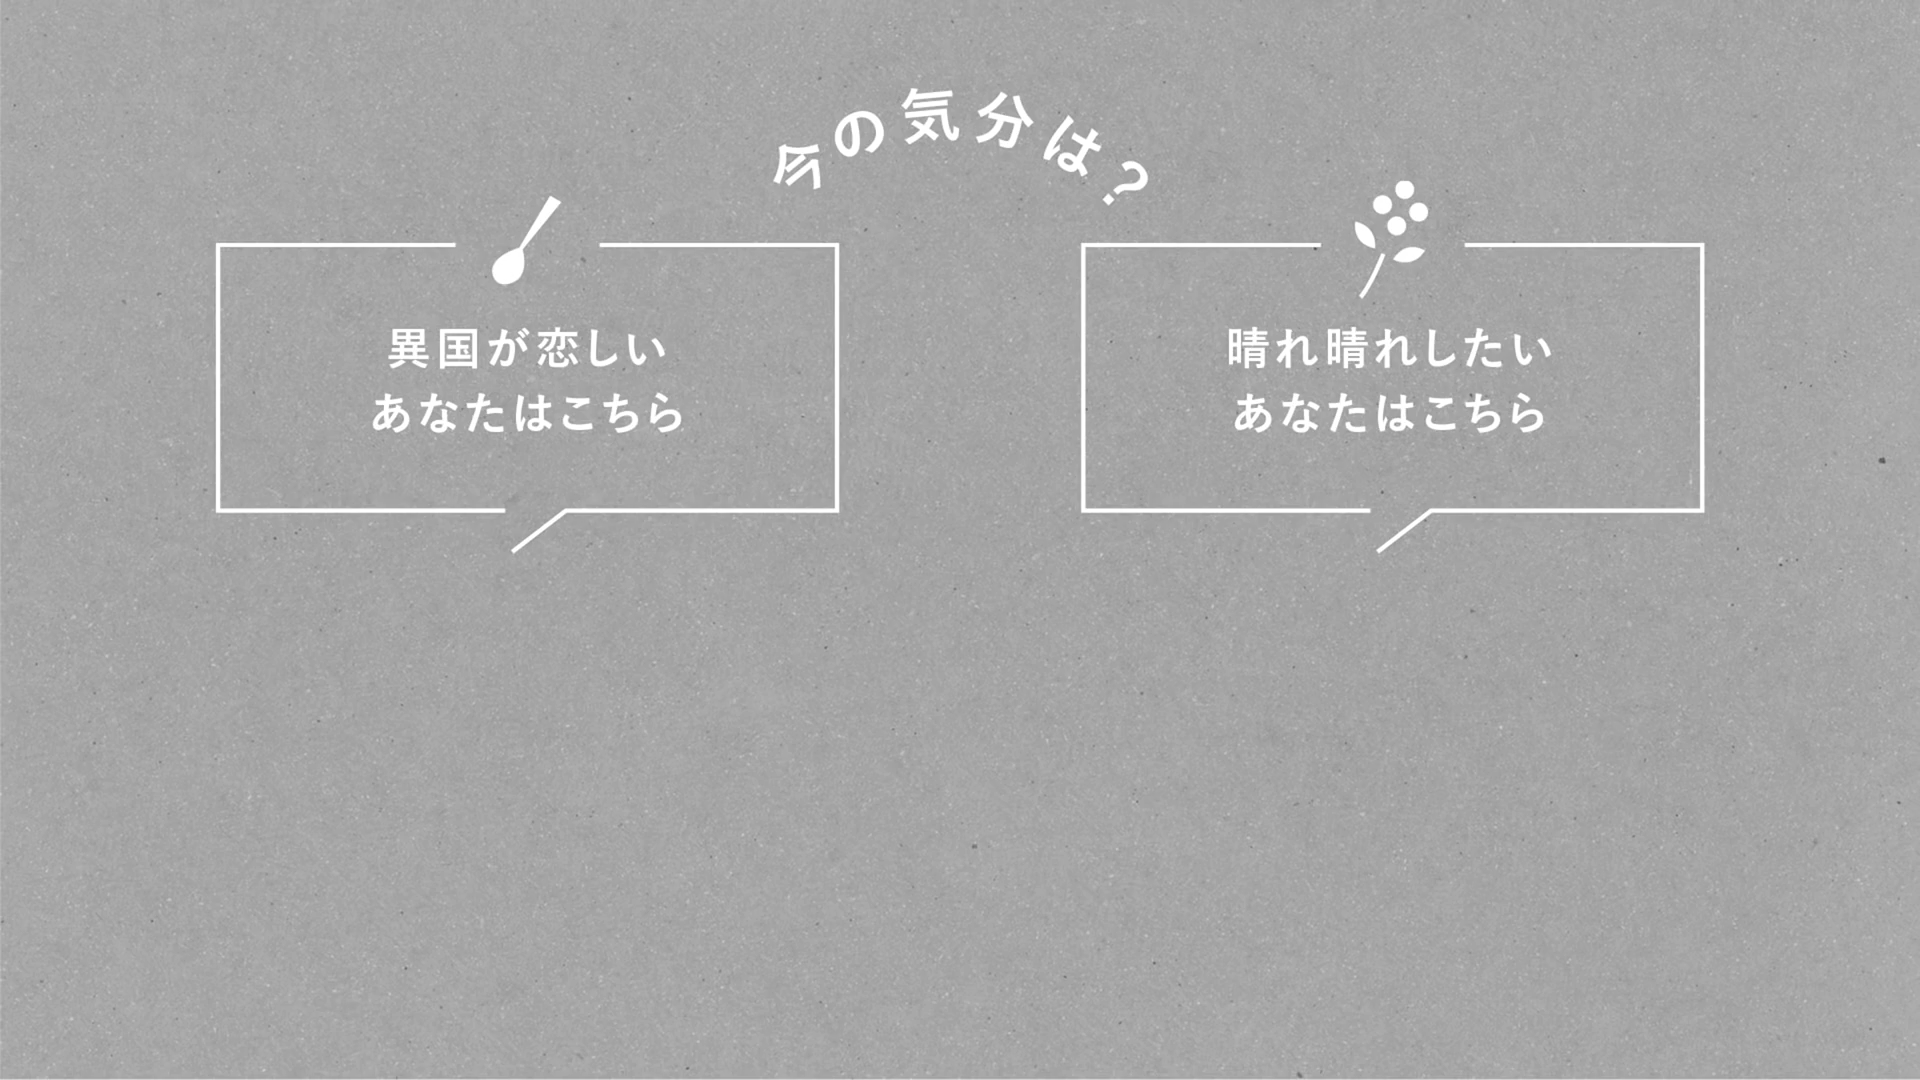 今の気分は?
異国が恋しい
あなたはこちら
晴れ晴れしたい
あなたはこちら